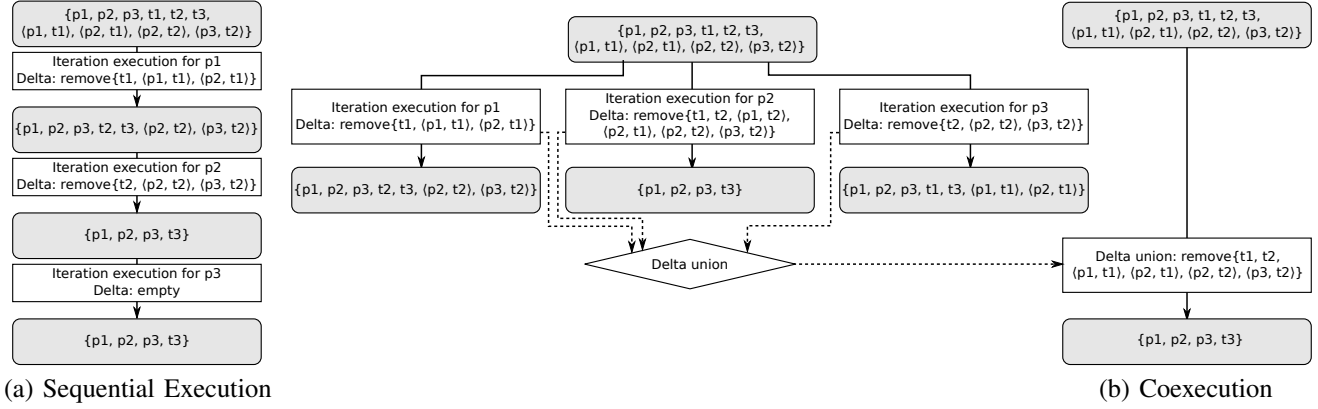 {p1, p2, p3, t1, t2, t3,
⟨p1, t1⟩, ⟨p2, t1⟩, ⟨p2, t2⟩, ⟨p3, t2⟩}
Iteration execution for p1
Delta: remove{t1, ⟨p1, t1⟩, ⟨p2, t1⟩}
{p1, p2, p3, t2, t3, ⟨p2, t2⟩, ⟨p3, t2⟩}
Iteration execution for p2
Delta: remove{t2, ⟨p2, t2⟩, ⟨p3, t2⟩}
{p1, p2, p3, t3}
Iteration execution for p3
Delta: empty
{p1, p2, p3, t3}
(a) Sequential Execution
{p1, p2, p3, t1, t2, t3,
⟨p1, t1⟩, ⟨p2, t1⟩, ⟨p2, t2⟩, ⟨p3, t2⟩}
Iteration execution for p1
Delta: remove{t1, ⟨p1, t1⟩, ⟨p2, t1⟩}
{p1, p2, p3, t2, t3, ⟨p2, t2⟩, ⟨p3, t2⟩}
Iteration execution for p2
Delta: remove{t1, t2, ⟨p1, t2⟩,
⟨p2, t1⟩, ⟨p2, t2⟩, ⟨p3, t2⟩}
{p1, p2, p3, t3}
Iteration execution for p3
Delta: remove{t2, ⟨p2, t2⟩, ⟨p3, t2⟩}
{p1, p2, p3, t1, t3, ⟨p1, t1⟩, ⟨p2, t1⟩}
Delta union
{p1, p2, p3, t1, t2, t3,
⟨p1, t1⟩, ⟨p2, t1⟩, ⟨p2, t2⟩, ⟨p3, t2⟩}
Delta union: remove{t1, t2,
⟨p1, t1⟩, ⟨p2, t1⟩, ⟨p2, t2⟩, ⟨p3, t2⟩}
{p1, p2, p3, t3}
(b) Coexecution